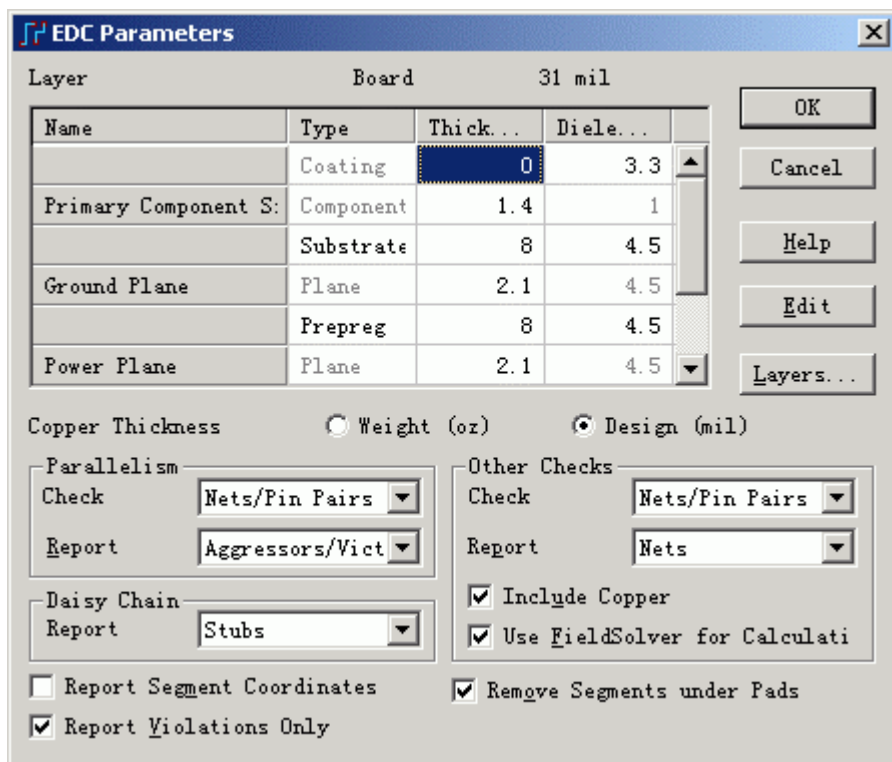 EDC Parameters
Layer Board 31 mil
Name Type Thick... Diele...
Coating 0 3.3
Primary Component S: Component 1.4 1
Substrate 8 4.5
Ground Plane Plane 2.1 4.5
Prepreg 8 4.5
Power Plane Plane 2.1 4.5
OK
Cancel
Help
Edit
Layers...
Copper Thickness Weight (oz) Design (mil)
Parallelism
Check Nets/Pin Pairs
Report Aggressors/Vict
Daisy Chain
Report Stubs
Other Checks
Check Nets/Pin Pairs
Report Nets
Include Copper
Use FieldSolver for Calculati
Report Segment Coordinates
Remove Segments under Pads
Report Violations Only